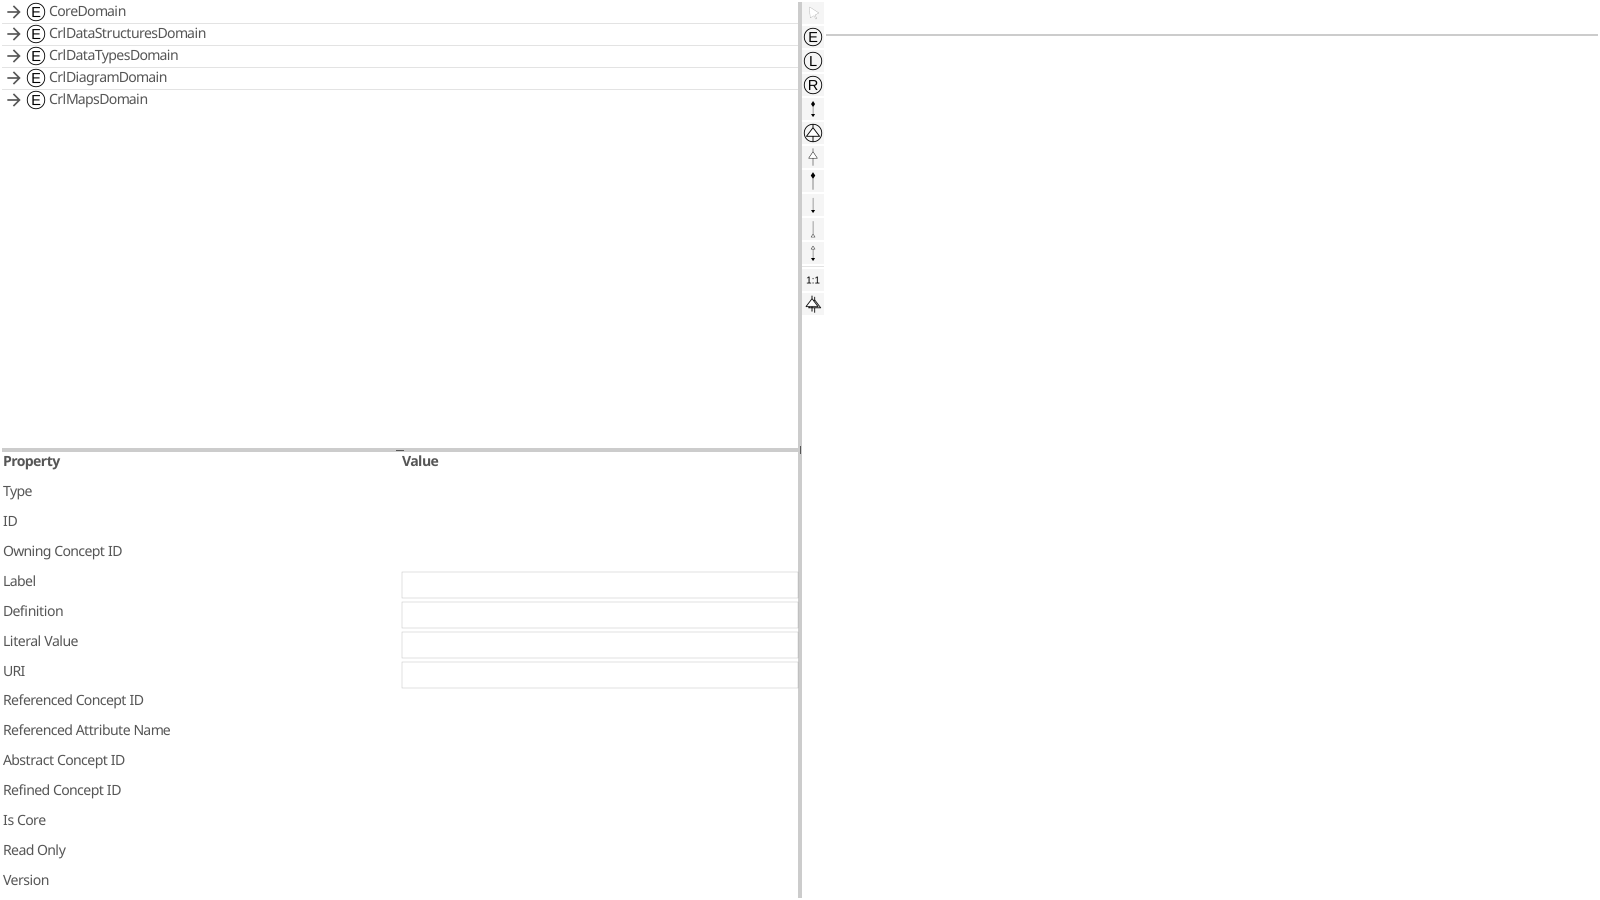 E CoreDomain
E CrlDataStructuresDomain
E CrlDataTypesDomain
E CrlDiagramDomain
E CrlMapsDomain
E
L
R
1:1
Property Value
Type
ID
Owning Concept ID
Label
Definition
Literal Value
URI
Referenced Concept ID
Referenced Attribute Name
Abstract Concept ID
Refined Concept ID
Is Core
Read Only
Version